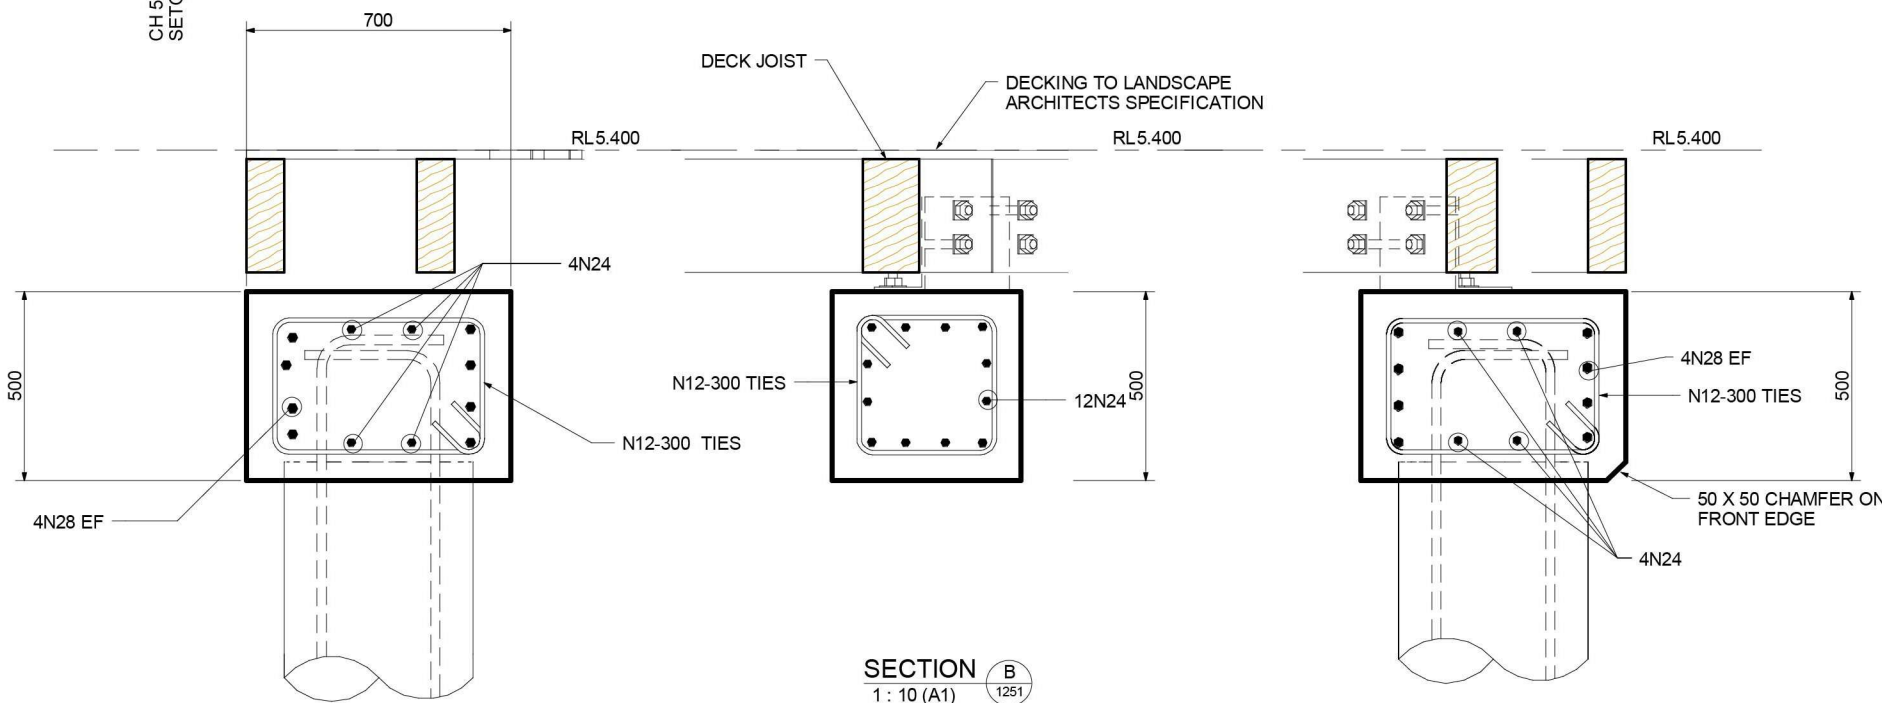 CH 5
700
DECK JOIST
DECKING TO LANDSCAPE
ARCHITECTS SPECIFICATION
RL5.400
RL5.400
RL5.400
4N24
500
N12-300 TIES
4N28 EF
N12-300 TIES
12N24
500
4N28 EF
N12-300 TIES
500
50 X 50 CHAMFER ON
FRONT EDGE
4N24
SECTION
B
1251
1 : 10 (A1)